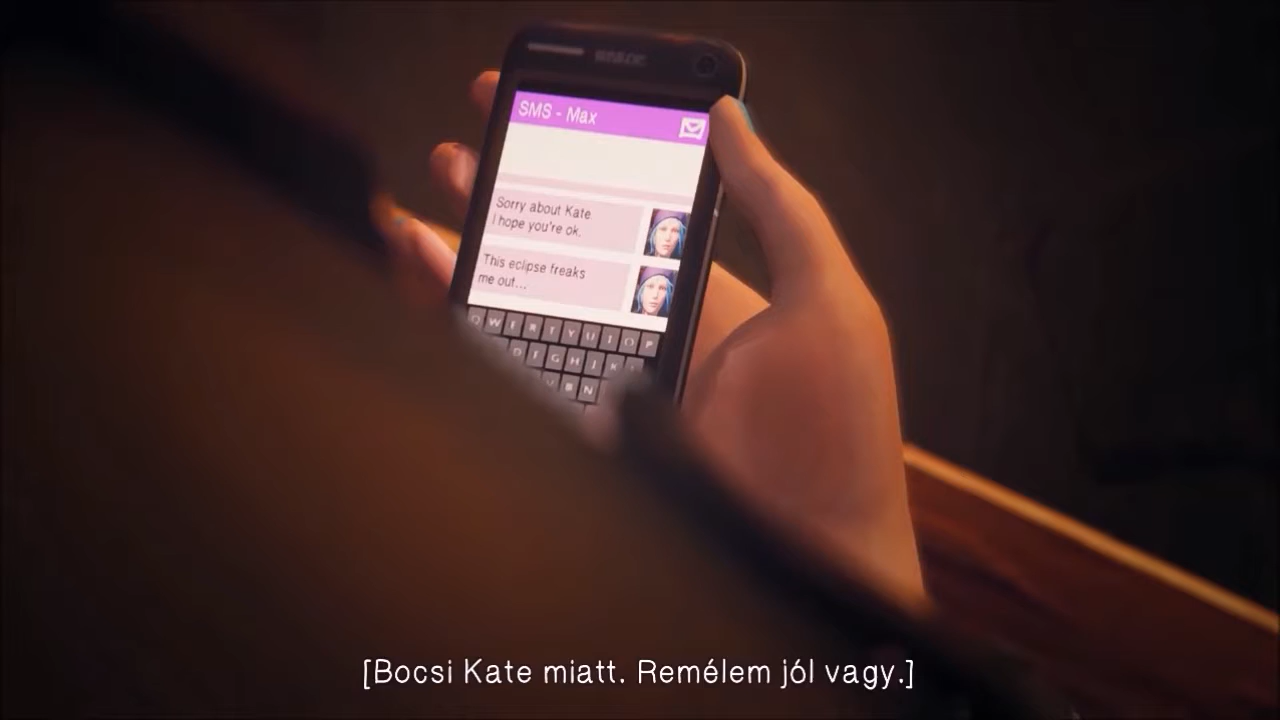 SMS - Max
Sorry about Kate
I hope you're ok.
This eclipse freaks
me out...
Q W E R T Y U I O P
D F G H J K L
V B N
[Bocsi Kate miatt. Remélem jól vagy.]